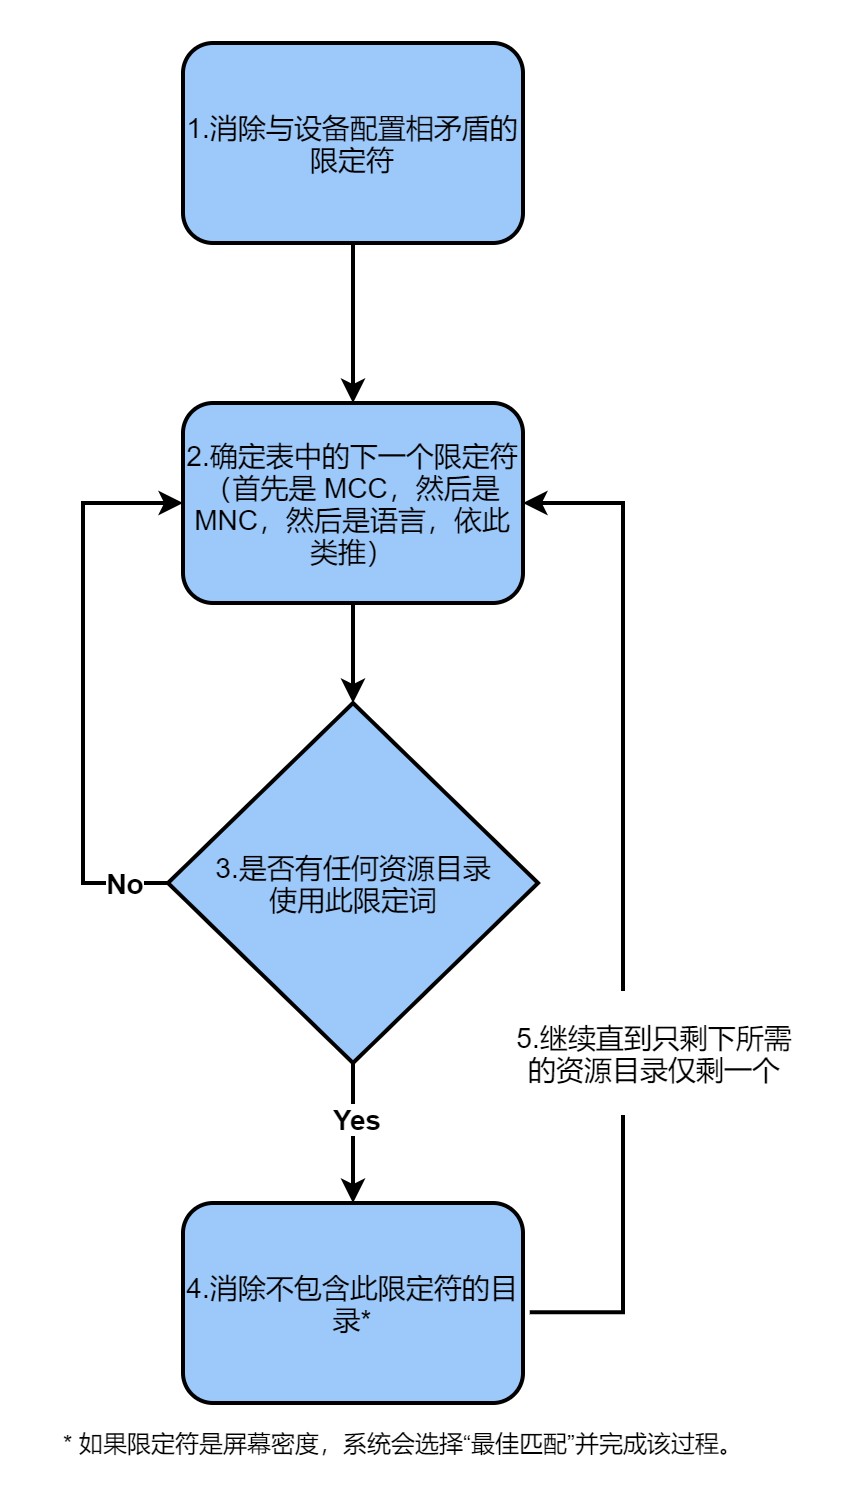 1.消除与设备配置相矛盾的
限定符
2.确定表中的下一个限定符
（首先是 MCC，然后是
MNC，然后是语言，依此
类推）
3.是否有任何资源目录
使用此限定词
No
5.继续直到只剩下所需
的资源目录仅剩一个
Yes
4.消除不包含此限定符的目
录*
* 如果限定符是屏幕密度，系统会选择“最佳匹配”并完成该过程。